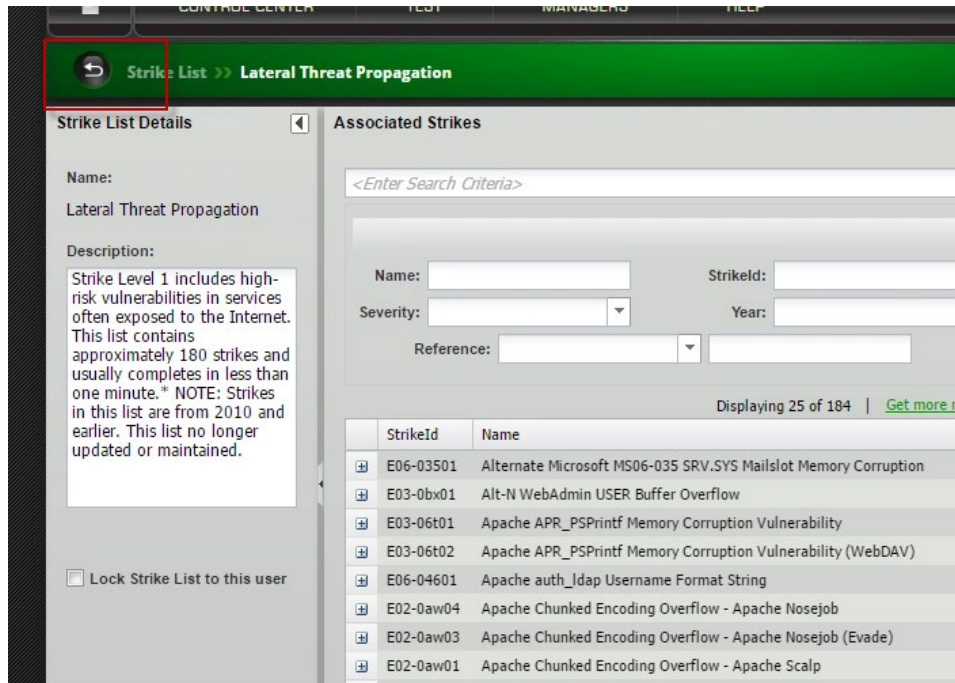 CONTROL CENTER TEST MANAGERS HELP
Strike List >> Lateral Threat Propagation
Strike List Details
Name:
Lateral Threat Propagation
Description:
Strike Level 1 includes high-
risk vulnerabilities in services
often exposed to the Internet.
This list contains
approximately 180 strikes and
usually completes in less than
one minute.* NOTE: Strikes
in this list are from 2010 and
earlier. This list no longer
updated or maintained.
Lock Strike List to this user
Associated Strikes
<Enter Search Criteria>
Name: StrikeId:
Severity: Year:
Reference:
Displaying 25 of 184 | Get more
StrikeId Name
E06-03501 Alternate Microsoft MS06-035 SRV.SYS Mailslot Memory Corruption
E03-0bx01 Alt-N WebAdmin USER Buffer Overflow
E03-06t01 Apache APR_PSPrintf Memory Corruption Vulnerability
E03-06t02 Apache APR_PSPrintf Memory Corruption Vulnerability (WebDAV)
E06-04601 Apache auth_ldap Username Format String
E02-0aw04 Apache Chunked Encoding Overflow - Apache Nosejob
E02-0aw03 Apache Chunked Encoding Overflow - Apache Nosejob (Evade)
E02-0aw01 Apache Chunked Encoding Overflow - Apache Scalp